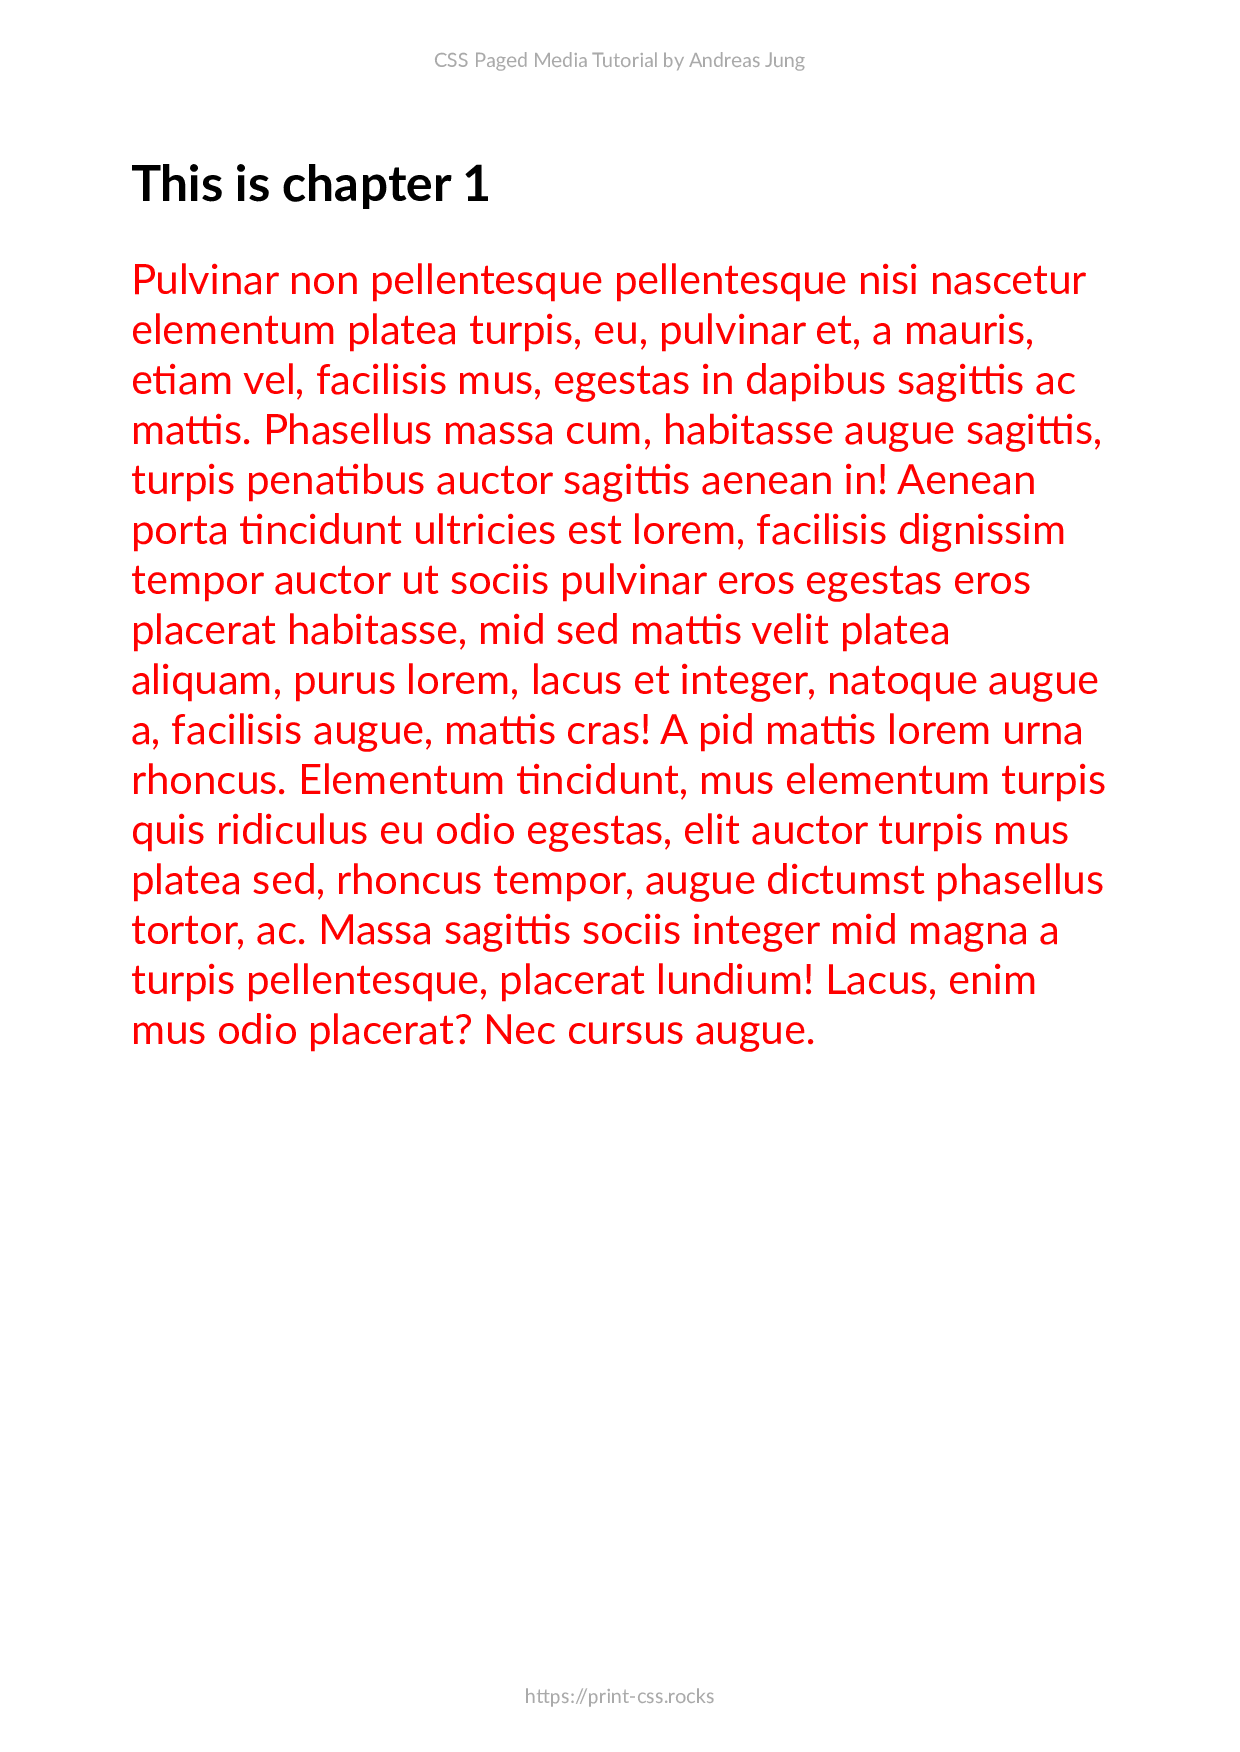 CSS Paged Media Tutorial by Andreas Jung
This is chapter 1
Pulvinar non pellentesque pellentesque nisi nascetur
elementum platea turpis, eu, pulvinar et, a mauris,
etiam vel, facilisis mus, egestas in dapibus sagittis ac
mattis. Phasellus massa cum, habitasse augue sagittis,
turpis penatibus auctor sagittis aenean in! Aenean
porta tincidunt ultricies est lorem, facilisis dignissim
tempor auctor ut sociis pulvinar eros egestas eros
placerat habitasse, mid sed mattis velit platea
aliquam, purus lorem, lacus et integer, natoque augue
a, facilisis augue, mattis cras! A pid mattis lorem urna
rhoncus. Elementum tincidunt, mus elementum turpis
quis ridiculus eu odio egestas, elit auctor turpis mus
platea sed, rhoncus tempor, augue dictumst phasellus
tortor, ac. Massa sagittis sociis integer mid magna a
turpis pellentesque, placerat lundium! Lacus, enim
mus odio placerat? Nec cursus augue.
https://print-css.rocks